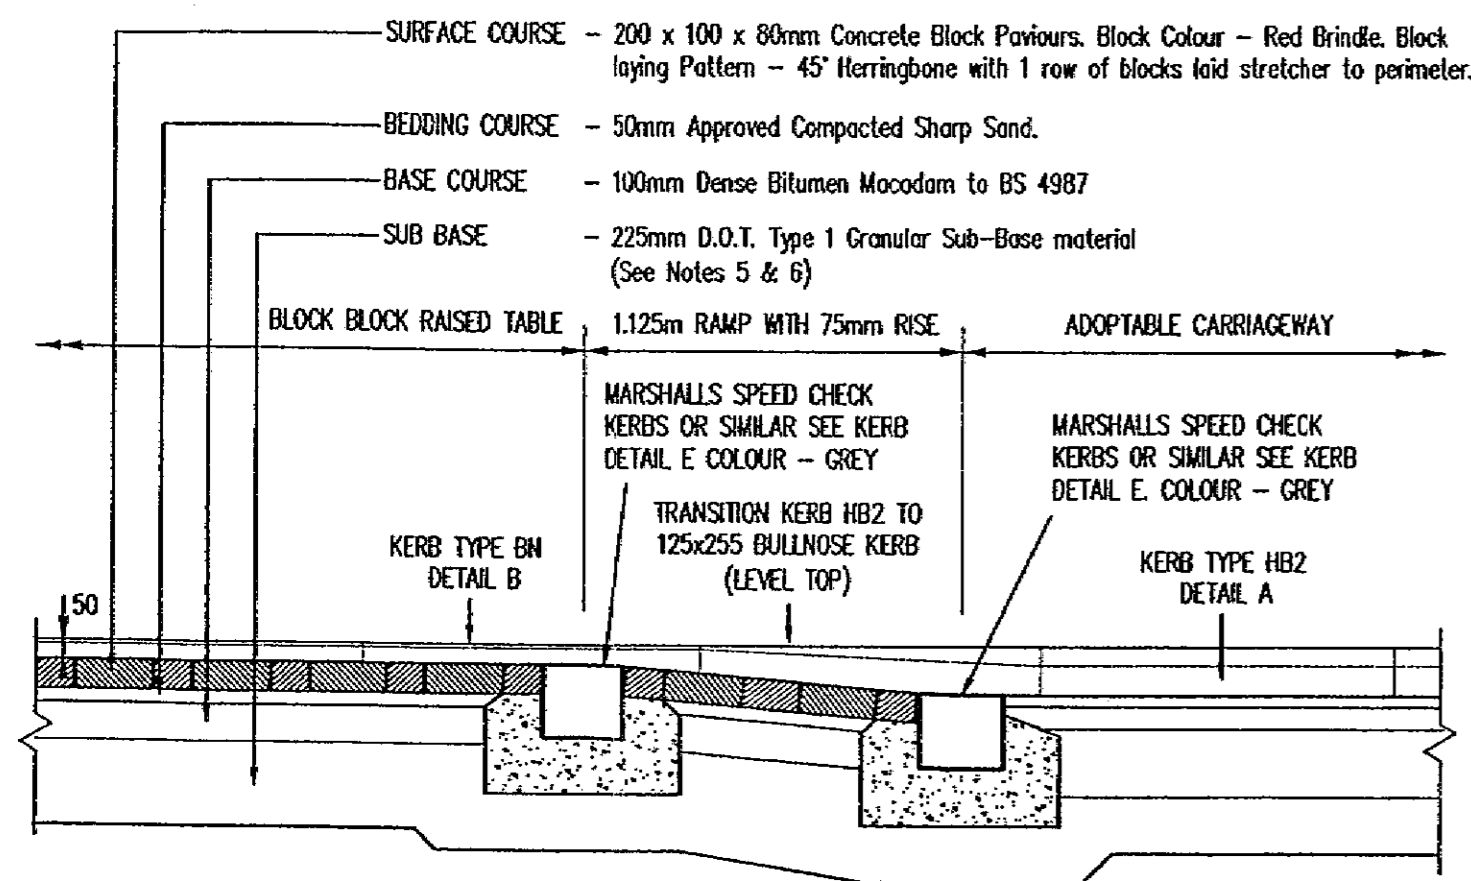 SURFACE COURSE – 200 x 100 x 80mm Concrete Block Paviours. Block Colour – Red Brindle. Block
laying Pattern – 45° Herringbone with 1 row of blocks laid stretcher to perimeter.
BEDDING COURSE – 50mm Approved Compacted Sharp Sand.
BASE COURSE – 100mm Dense Bitumen Macadam to BS 4987
SUB BASE – 225mm D.O.T. Type 1 Granular Sub-Base material
(See Notes 5 & 6)
BLOCK BLOCK RAISED TABLE
1.125m RAMP WITH 75mm RISE
ADOPTABLE CARRIAGEWAY
MARSHALLS SPEED CHECK
KERBS OR SIMILAR SEE KERB
DETAIL E COLOUR – GREY
MARSHALLS SPEED CHECK
KERBS OR SIMILAR SEE KERB
DETAIL E. COLOUR – GREY
TRANSITION KERB HB2 TO
125x255 BULLNOSE KERB
(LEVEL TOP)
KERB TYPE BN
DETAIL B
KERB TYPE HB2
DETAIL A
50